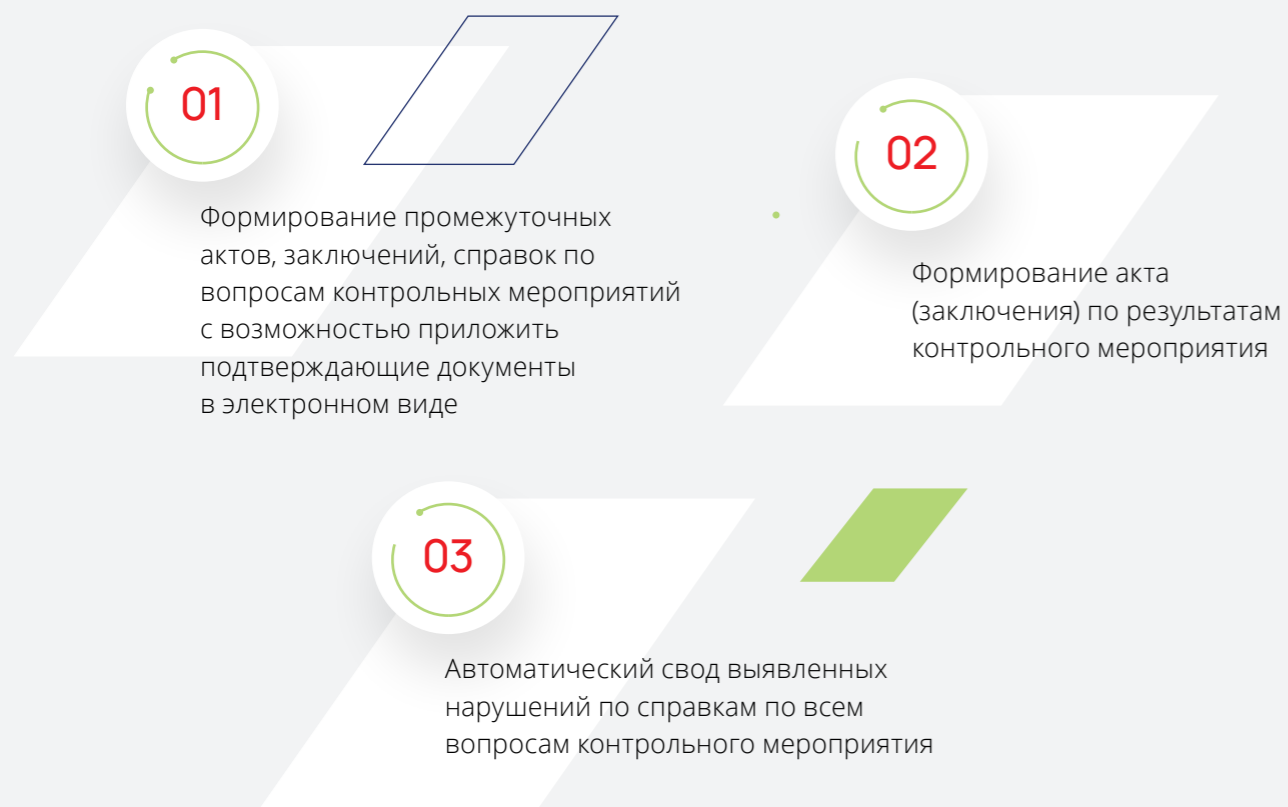 01
Формирование промежуточных
актов, заключений, справок по
вопросам контрольных мероприятий
с возможностью приложить
подтверждающие документы
в электронном виде
02
Формирование акта
(заключения) по результатам
контрольного мероприятия
03
Автоматический свод выявленных
нарушений по справкам по всем
вопросам контрольного мероприятия